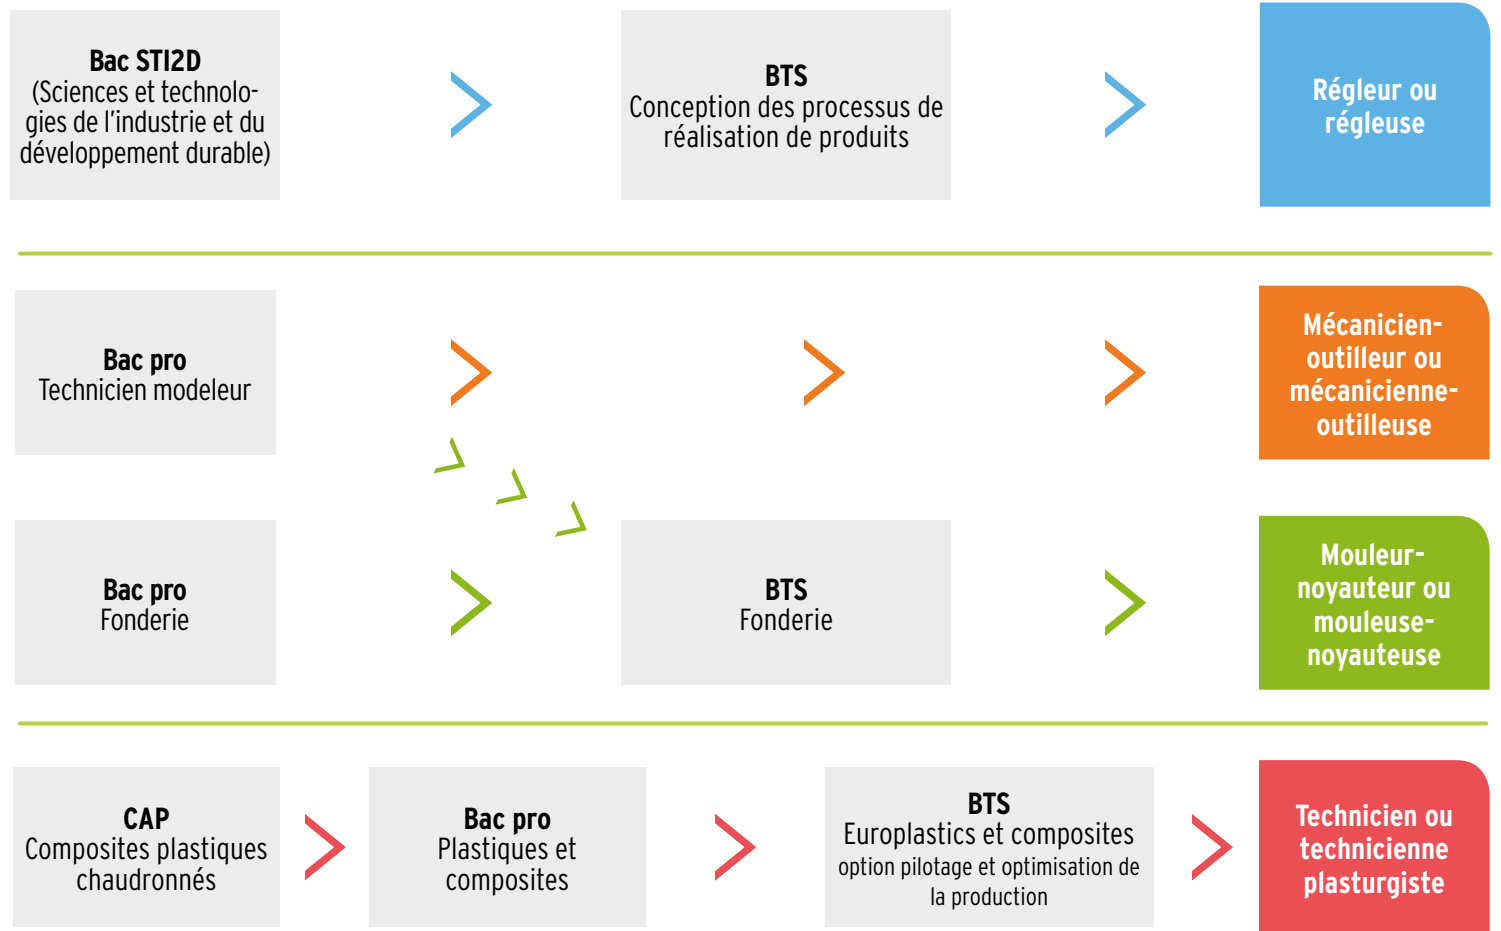 Bac STI2D
(Sciences et technolo-
gies de l'industrie et du
développement durable)
BTS
Conception des processus de
réalisation de produits
Régleur ou
régleuse
Bac pro
Technicien modeleur
Mécanicien-
outilleur ou
mécanicienne-
outilleuse
Bac pro
Fonderie
BTS
Fonderie
Mouleur-
noyauteur ou
mouleuse-
noyauteuse
CAP
Composites plastiques
chaudronnés
Bac pro
Plastiques et
composites
BTS
Europlastics et composites
option pilotage et optimisation de
la production
Technicien ou
technicienne
plasturgiste